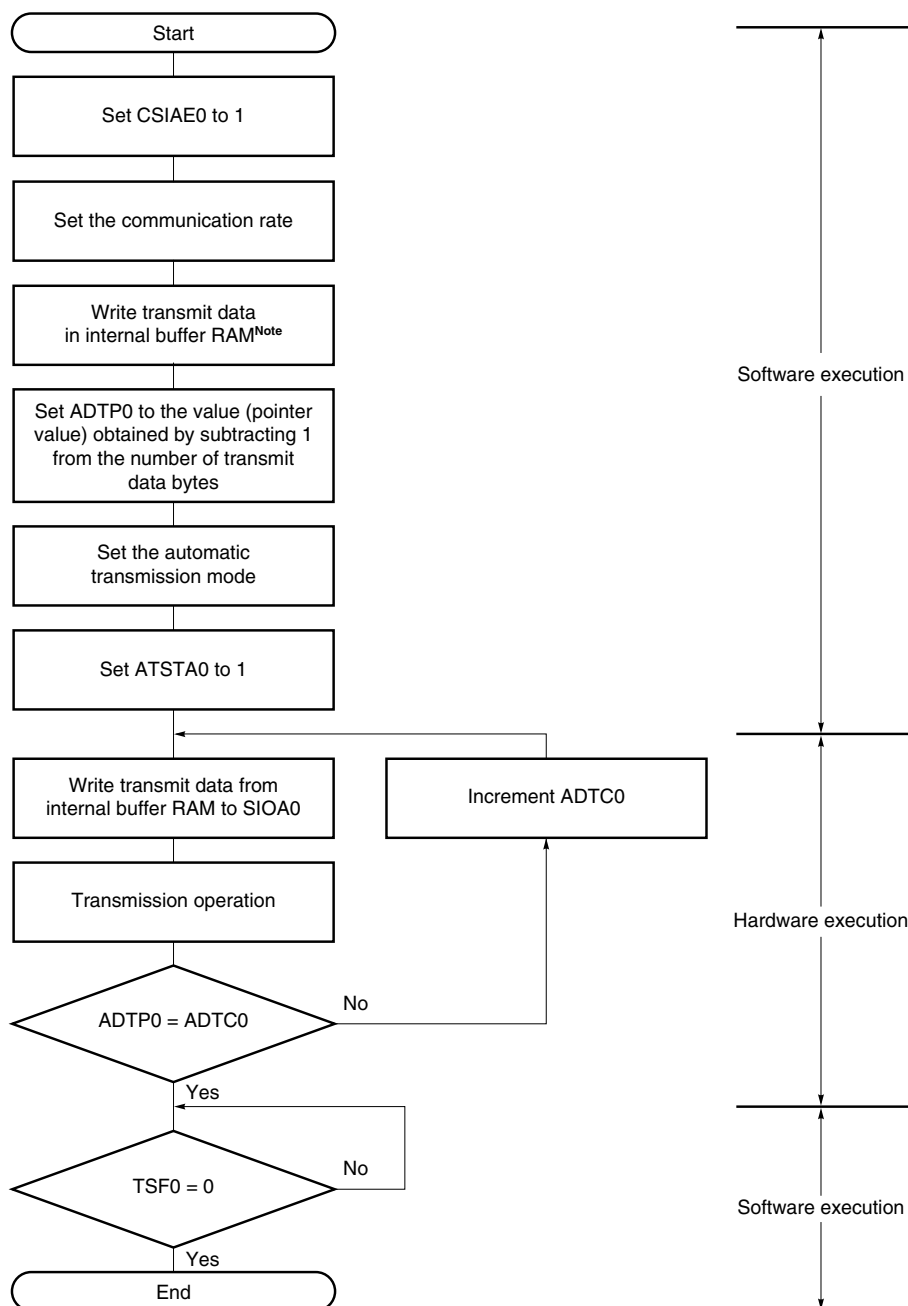 Start
Set CSIAE0 to 1
Set the communication rate
Write transmit data
in internal buffer RAMNote
Software execution
Set ADTP0 to the value (pointer
value) obtained by subtracting 1
from the number of transmit
data bytes
Set the automatic
transmission mode
Set ATSTA0 to 1
Write transmit data from
internal buffer RAM to SIOA0
Increment ADTC0
Transmission operation
Hardware execution
ADTP0 = ADTC0
No
Yes
TSF0 = 0
No
Software execution
Yes
End